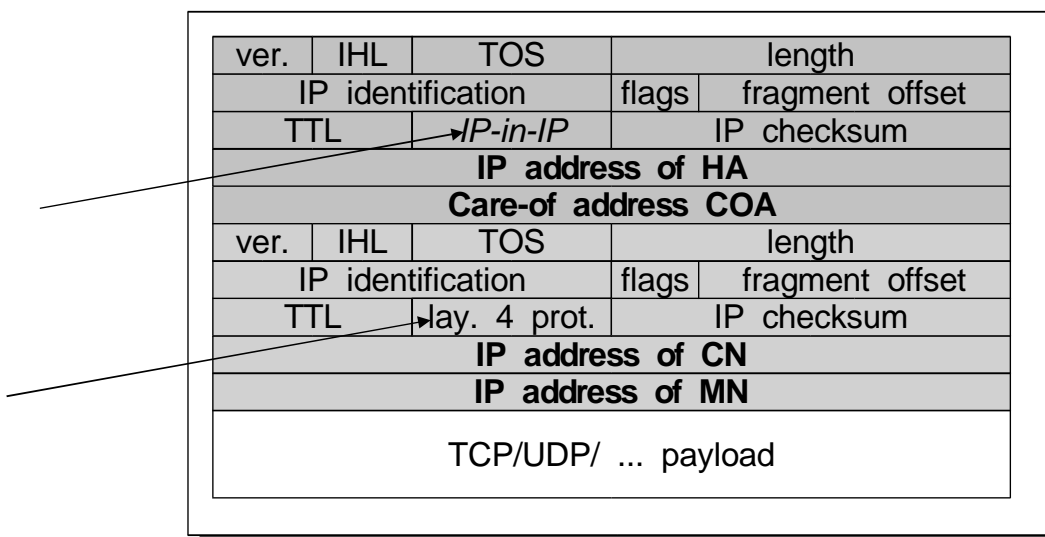 ver. IHL TOS length
IP identification flags fragment offset
TTL IP-in-IP IP checksum
IP address of HA
Care-of address COA
ver. IHL TOS length
IP identification flags fragment offset
TTL lay. 4 prot. IP checksum
IP address of CN
IP address of MN
TCP/UDP/ ... payload